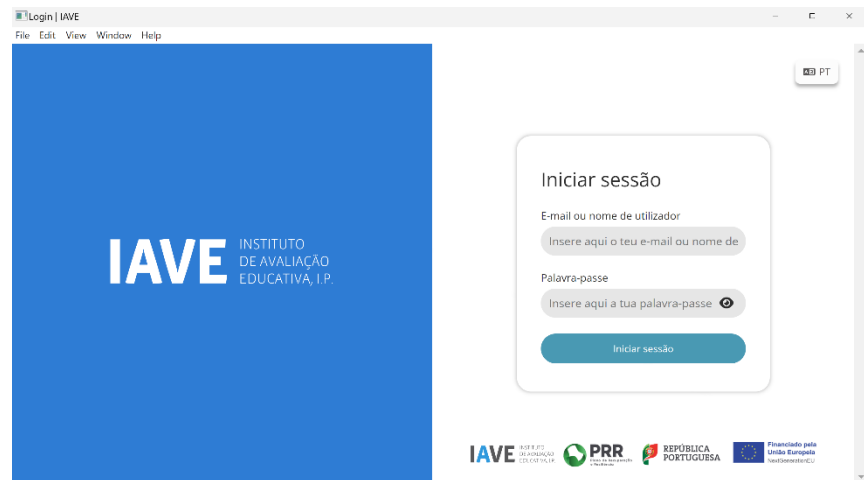 Login | IAVE
File Edit View Window Help
PT
IAVE INSTITUTO
DE AVALIAÇÃO
EDUCATIVA, I.P.
Iniciar sessão
E-mail ou nome de utilizador
Insere aqui o teu e-mail ou nome de
Palavra-passe
Insere aqui a tua palavra-passe
Iniciar sessão
IAVE
PRR
REPÚBLICA
PORTUGUESA
Financiado pela
União Europeia
NextGenerationEU